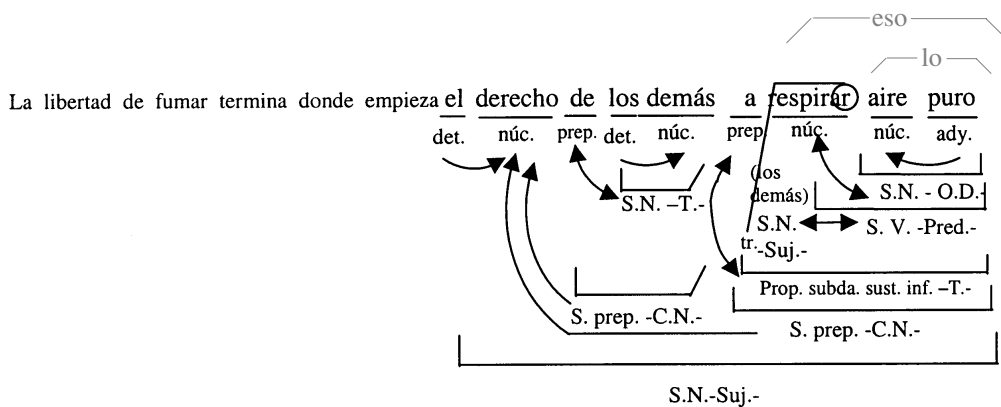 eso
lo
La libertad de fumar termina donde empieza el derecho de los demás a respirar aire puro
det. núc. prep. det. núc. prep. núc. núc. ady.
(los
demás)
S.N. –T.- S.N. - O.D.-
S.N. S. V. -Pred.-
tr. -Suj.-
Prop. subda. sust. inf. –T.-
S. prep. -C.N.- S. prep. -C.N.-
S.N.-Suj.-